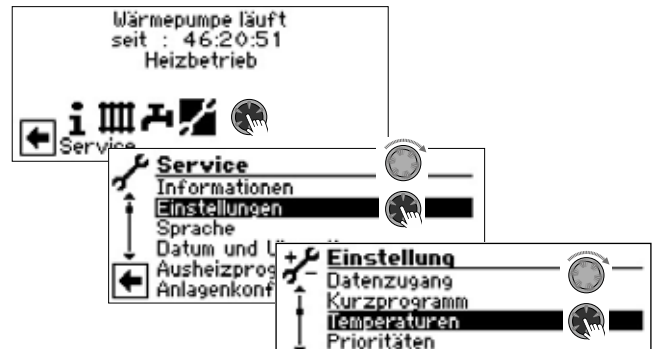 Wärmepumpe läuft
seit : 46:20:51
Heizbetrieb
Service
Service
Informationen
Einstellungen
Sprache
Datum und
Ausheizprog
Anlagenkonf
Einstellung
Datenzugang
Kurzprogramm
Temperaturen
Prioritäten